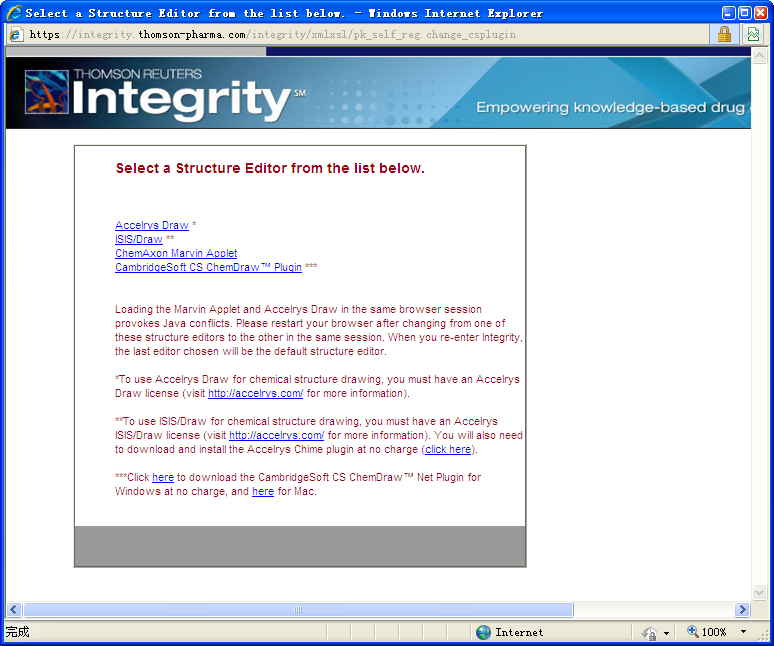 Select a Structure Editor from the list below. - Windows Internet Explorer
https://integrity.thomson-pharma.com/integrity/xmlxsl/pk_self_reg.change_csplugin
THOMSON REUTERS
Integrity SM
Empowering knowledge-based drug
Select a Structure Editor from the list below.
Accelrys Draw *
ISIS/Draw **
ChemAxon Marvin Applet
CambridgeSoft CS ChemDraw™ Plugin ***
Loading the Marvin Applet and Accelrys Draw in the same browser session
provokes Java conflicts. Please restart your browser after changing from one of
these structure editors to the other in the same session. When you re-enter Integrity,
the last editor chosen will be the default structure editor.
*To use Accelrys Draw for chemical structure drawing, you must have an Accelrys
Draw license (visit http://accelrys.com/ for more information).
**To use ISIS/Draw for chemical structure drawing, you must have an Accelrys
ISIS/Draw license (visit http://accelrys.com/ for more information). You will also need
to download and install the Accelrys Chime plugin at no charge (click here).
***Click here to download the CambridgeSoft CS ChemDraw™ Net Plugin for
Windows at no charge, and here for Mac.
完成
Internet
100%